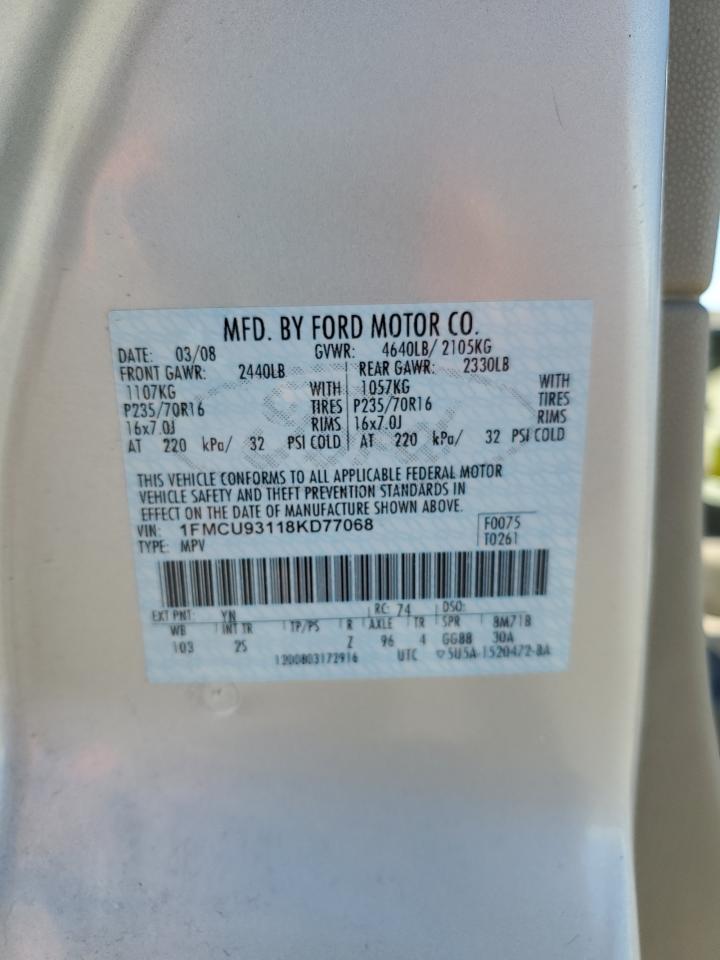 MFD. BY FORD MOTOR CO.
DATE: 03/08 GVWR: 4640LB/ 2105KG
FRONT GAWR: 2440LB REAR GAWR: 2330LB
1107KG WITH 1057KG WITH
P235/70R16 TIRES P235/70R16 TIRES
16x7.0J RIMS 16x7.0J RIMS
AT 220 kPa/ 32 PSI COLD AT 220 kPa/ 32 PSI COLD
THIS VEHICLE CONFORMS TO ALL APPLICABLE FEDERAL MOTOR
VEHICLE SAFETY AND THEFT PREVENTION STANDARDS IN
EFFECT ON THE DATE OF MANUFACTURE SHOWN ABOVE.
VIN: 1FMCU93118KD77068 F0075
TYPE: MPV T0261
EXT PNT: YN RC: 74 DSO:
WB INT TR TP/PS R AXLE TR SPR 8M71B
103 2S Z 96 4 GG88 30A
1200803172916 UTC ▽5U5A-1520472-BA